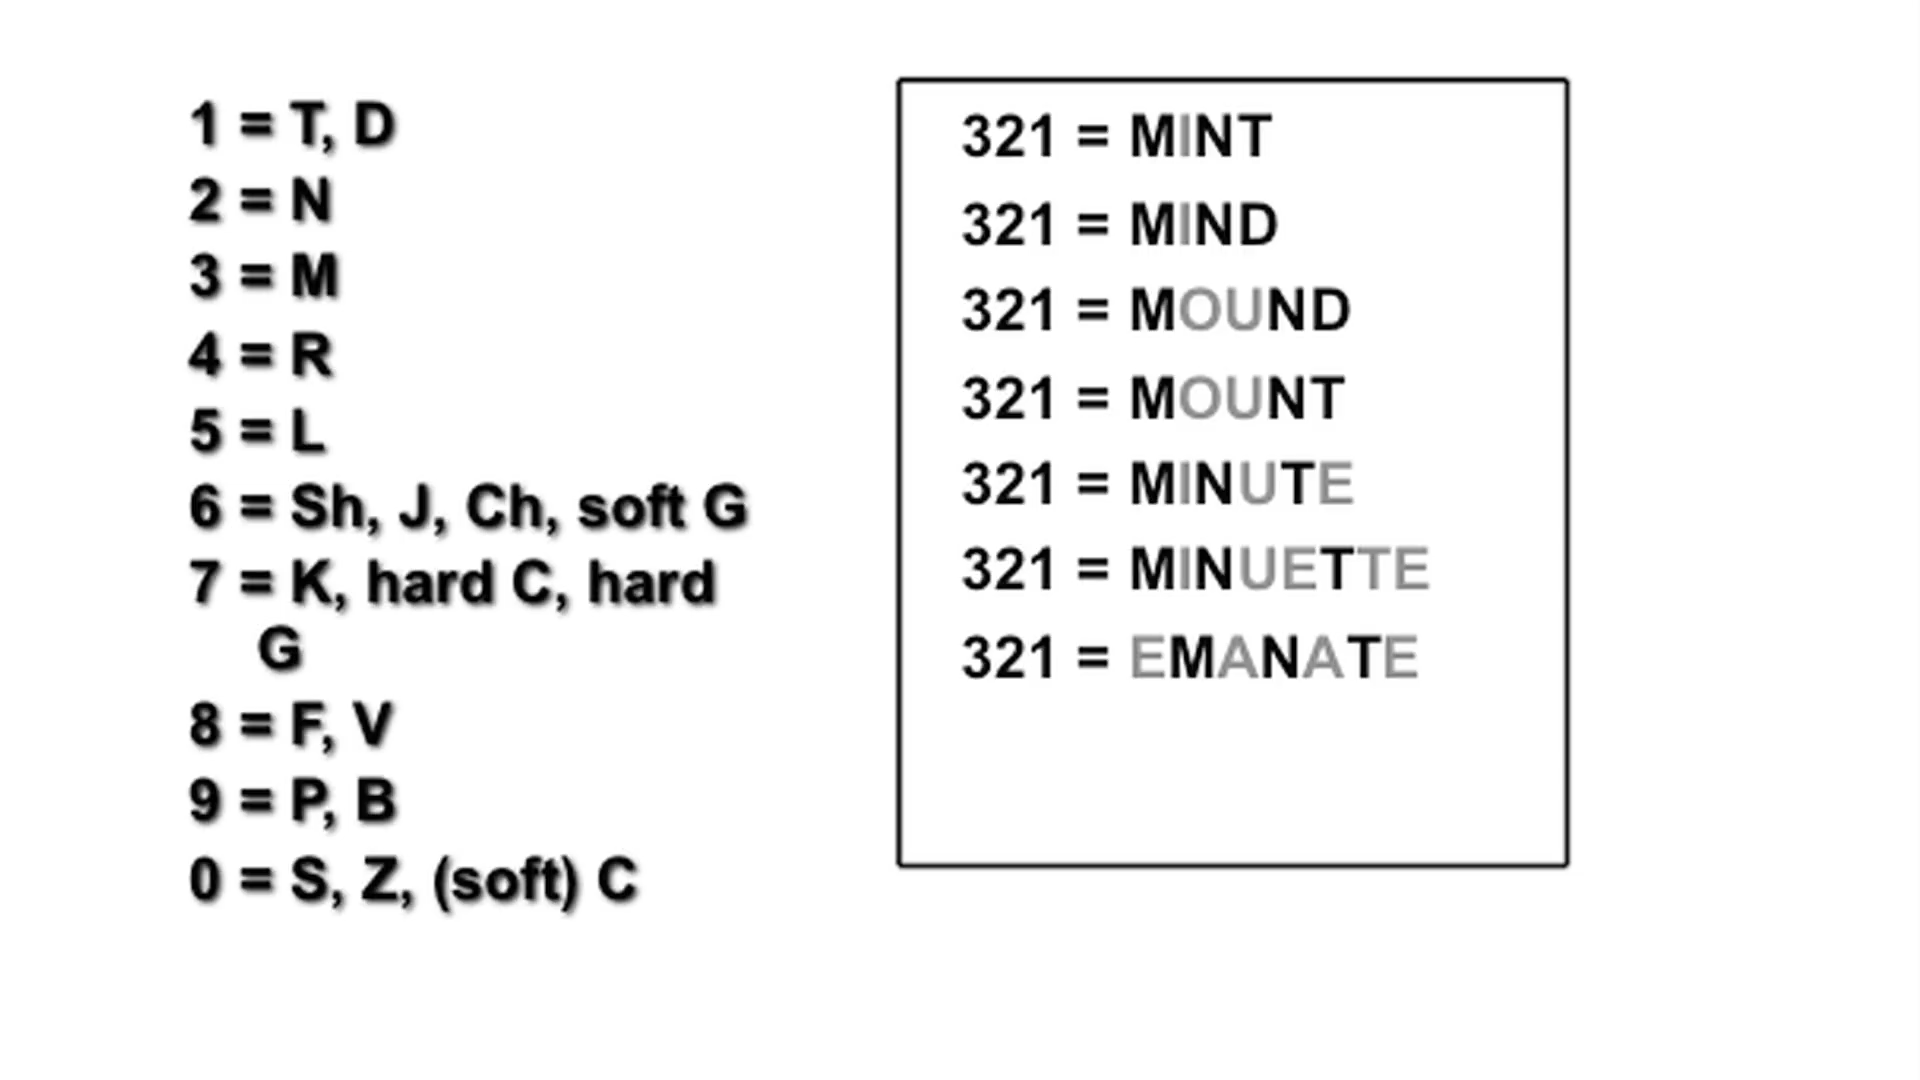 1 = T, D
2 = N
3 = M
4 = R
5 = L
6 = Sh, J, Ch, soft G
7 = K, hard C, hard
G
8 = F, V
9 = P, B
0 = S, Z, (soft) C
321 = MINT
321 = MIND
321 = MOUND
321 = MOUNT
321 = MINUTE
321 = MINUETTE
321 = EMANATE